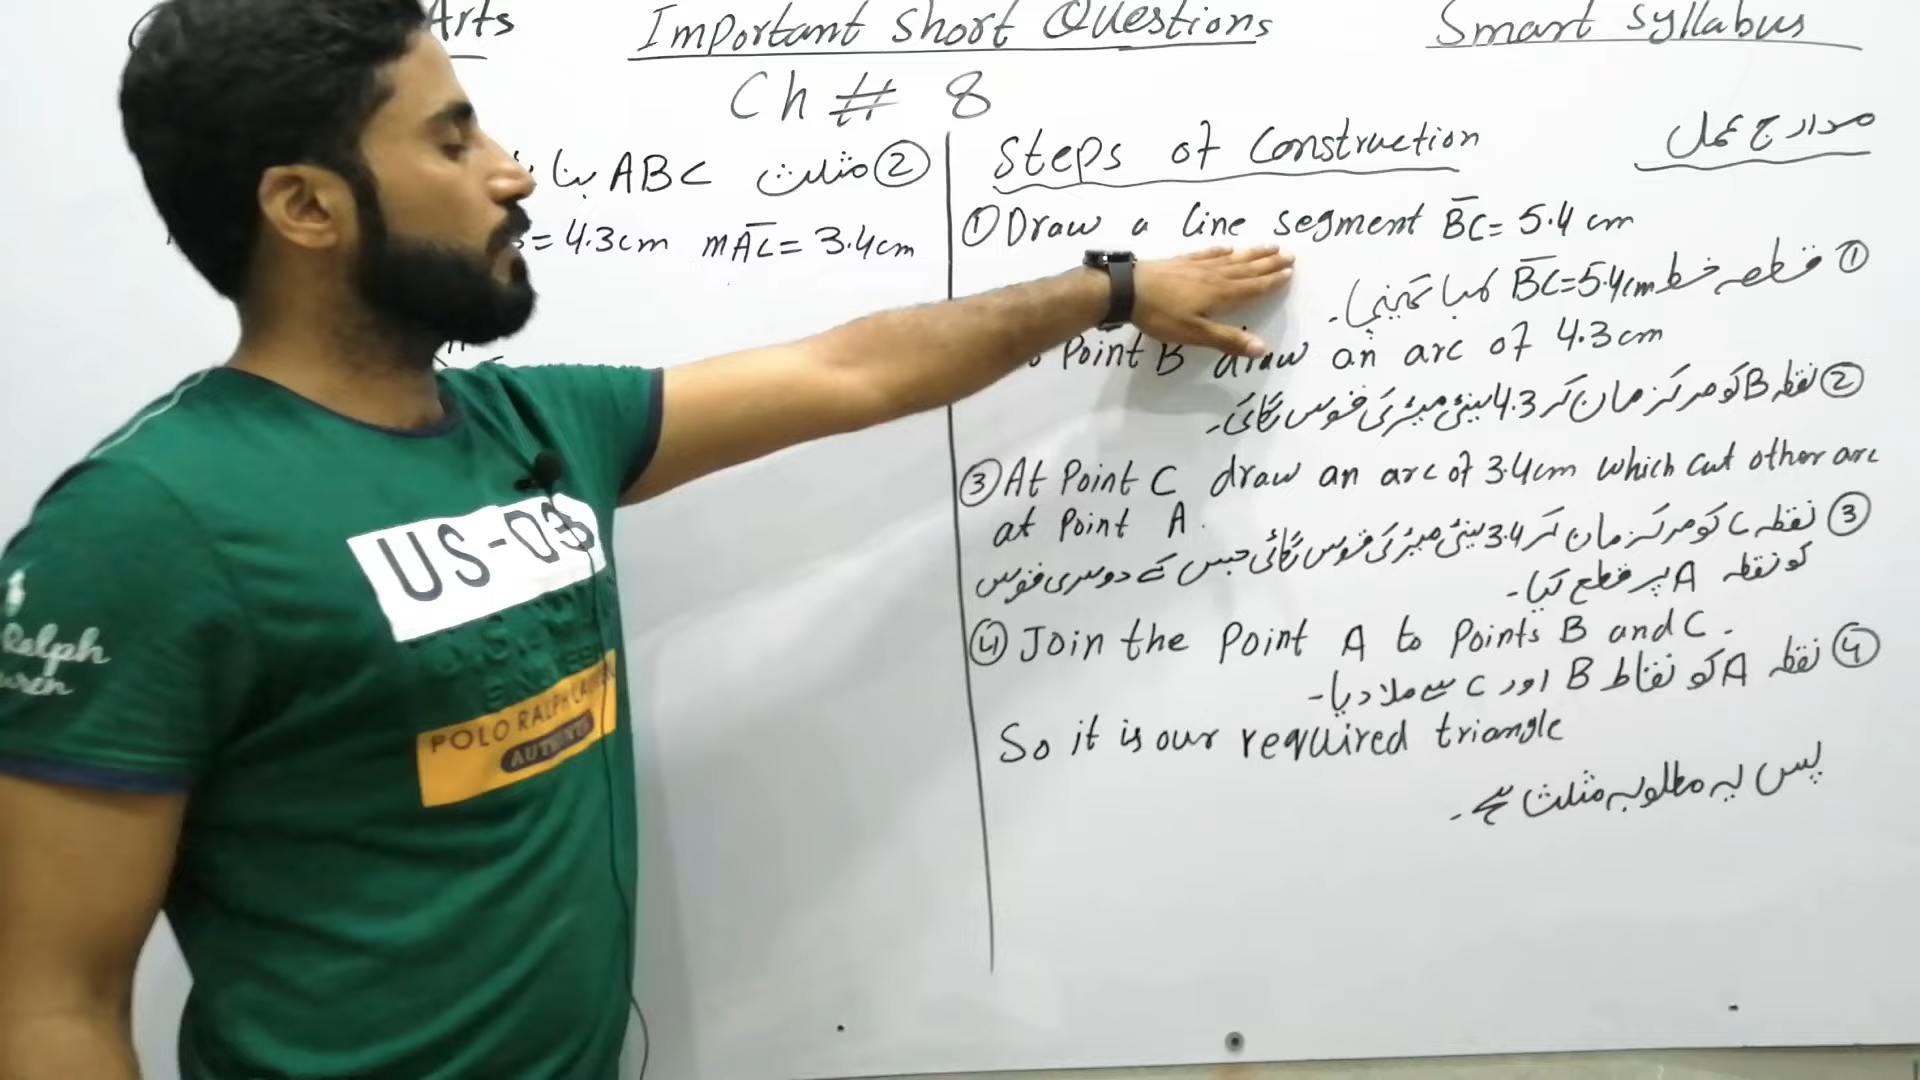 Arts
Important Short Questions
Smart Syllabus
Ch # 8
② مثلث ABC بنا
= 4.3cm mAC = 3.4cm
Steps of Construction
مدارج عمل
① Draw a line segment BC = 5.4 cm
① قطعہ خط BC=5.4cm لمبا کھینچا۔
Point B draw an arc of 4.3cm
② نقطہ B کو مرکز مان کر 4.3 سینٹی میٹر کی قوس لگائی۔
③ At Point C draw an arc of 3.4cm which cut other arc
at Point A.
③ نقطہ C کو مرکز مان کر 3.4 سینٹی میٹر کی قوس لگائی جس کے دوسری قوس
کو نقطہ A پر قطع کیا۔
④ Join the Point A to Points B and C.
④ نقطہ A کو نقاط B اور C سے ملا دیا۔
So it is our required triangle
پس یہ مطلوبہ مثلث ہے۔
US-03
POLO RALPH LAUREN
AUTHENTIC
Ralph